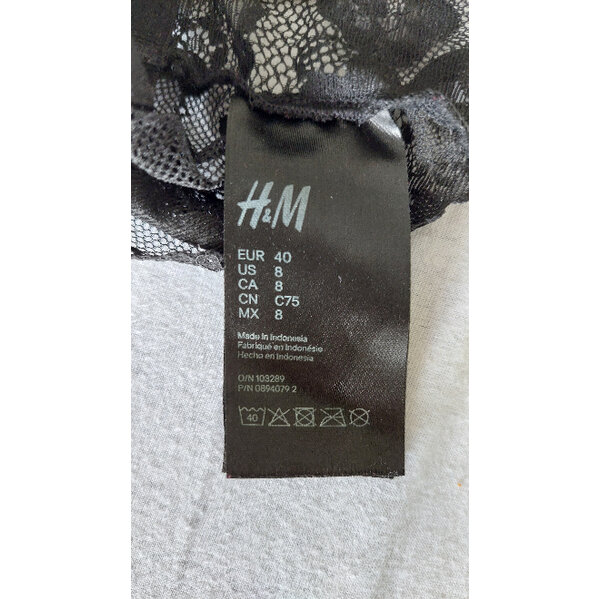 H&M
EUR 40
US 8
CA 8
CN C75
MX 8
Made in Indonesia
Fabriqué en Indonésie
Hecho en Indonesia
O/N 103289
P/N 0894079 2
40